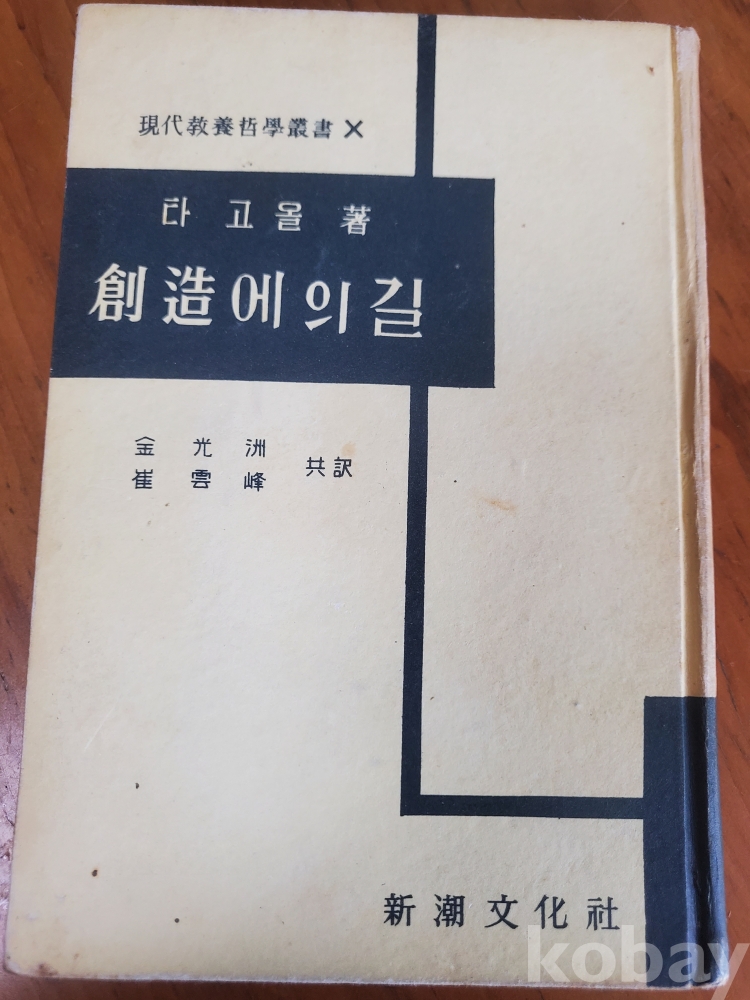 現代教養哲學叢書 X
타고올 著
創造에의길
金光洲
崔雲峰 共訳
新潮文化社
kobay